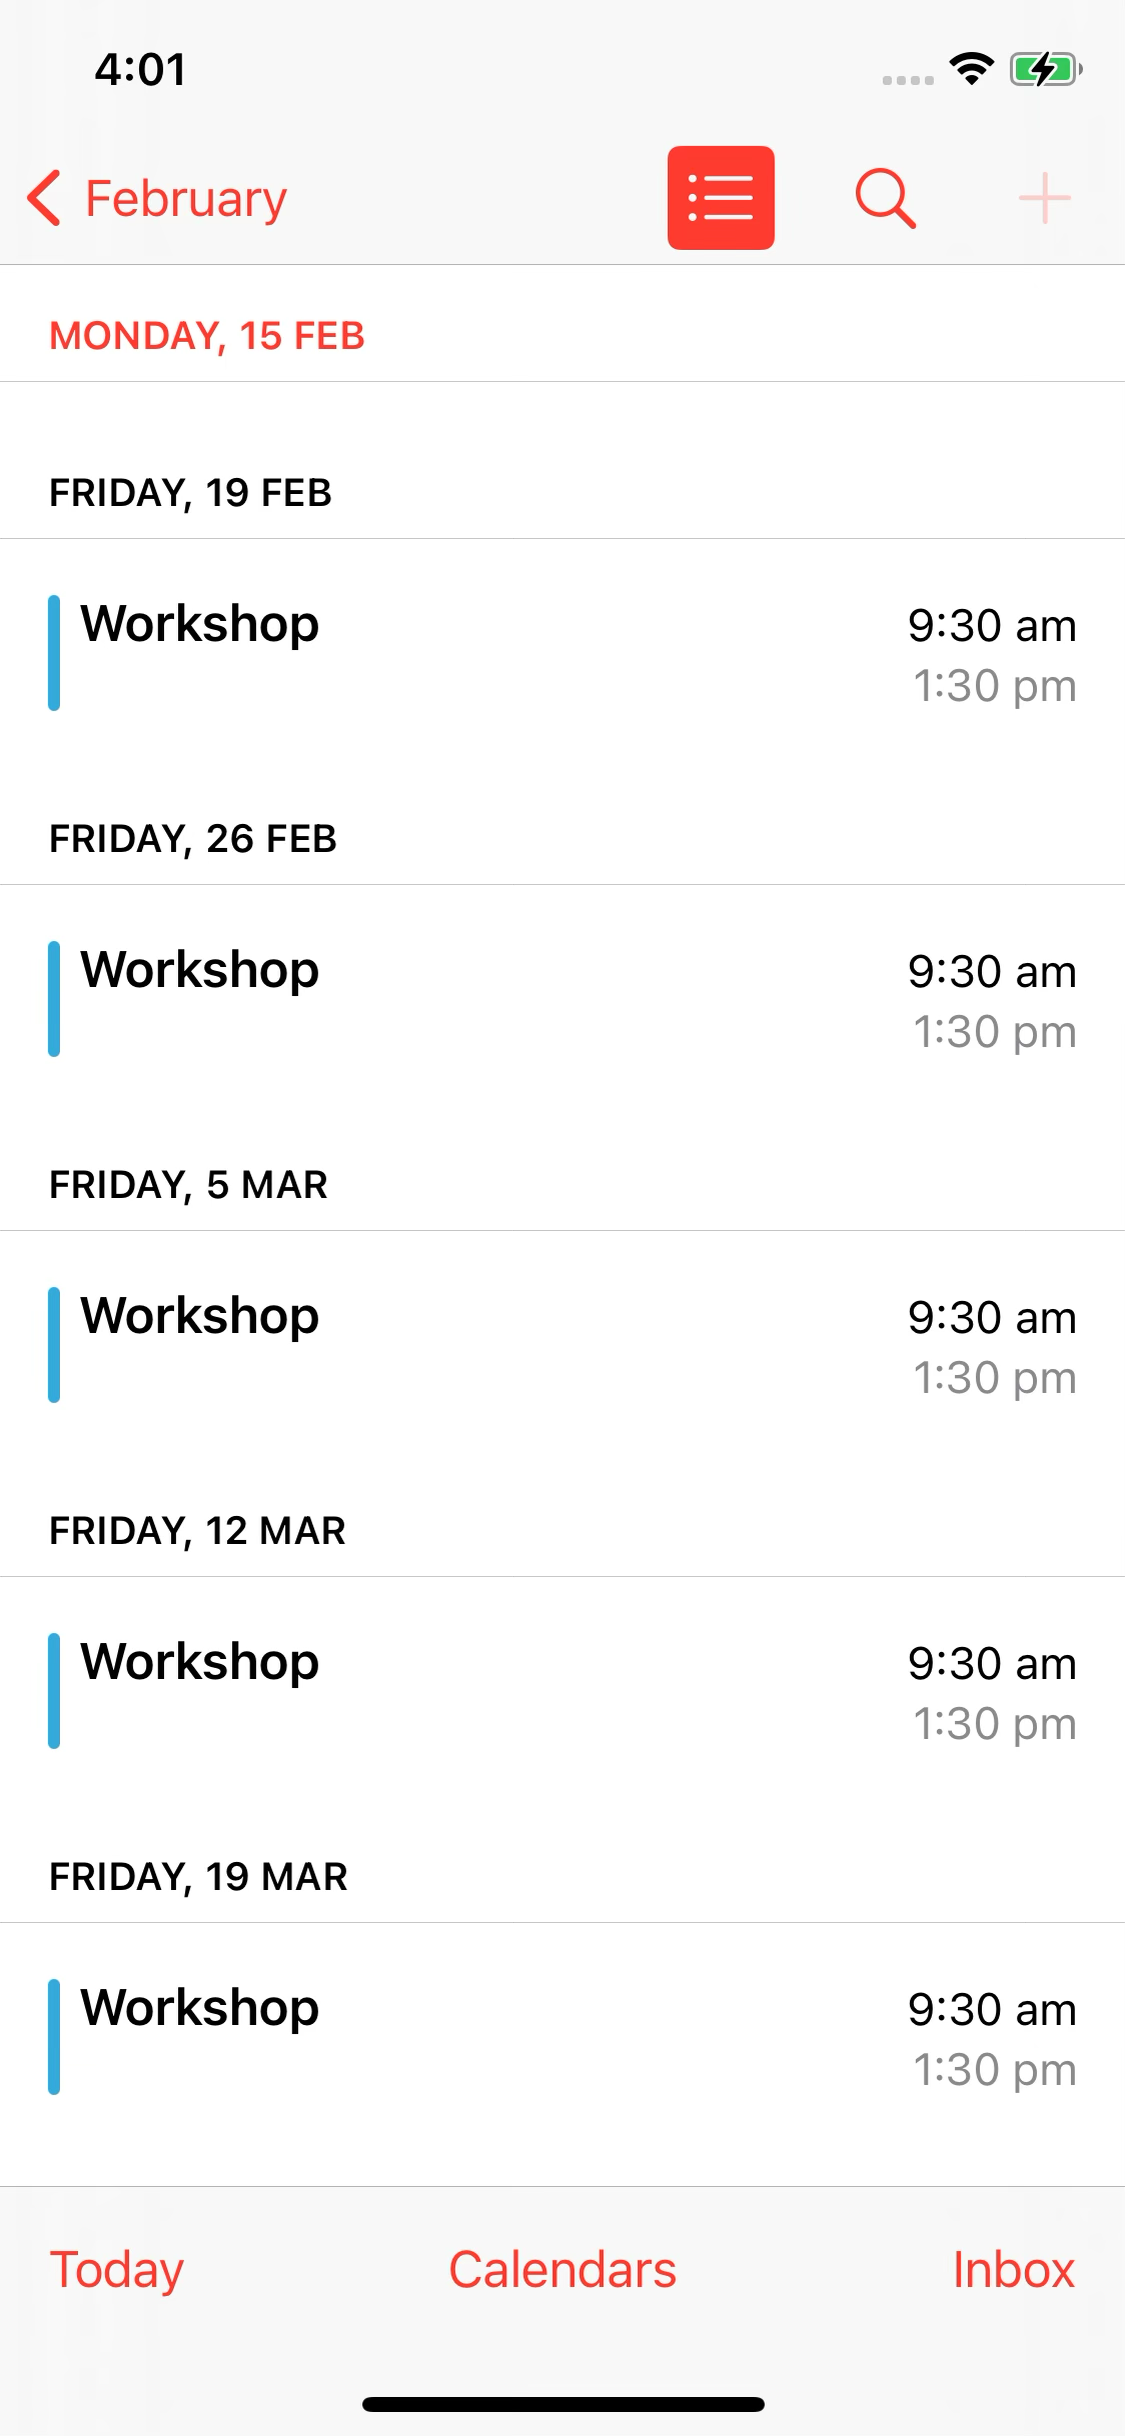 4:01
February
MONDAY, 15 FEB
FRIDAY, 19 FEB
Workshop 9:30 am
1:30 pm
FRIDAY, 26 FEB
Workshop 9:30 am
1:30 pm
FRIDAY, 5 MAR
Workshop 9:30 am
1:30 pm
FRIDAY, 12 MAR
Workshop 9:30 am
1:30 pm
FRIDAY, 19 MAR
Workshop 9:30 am
1:30 pm
Today Calendars Inbox